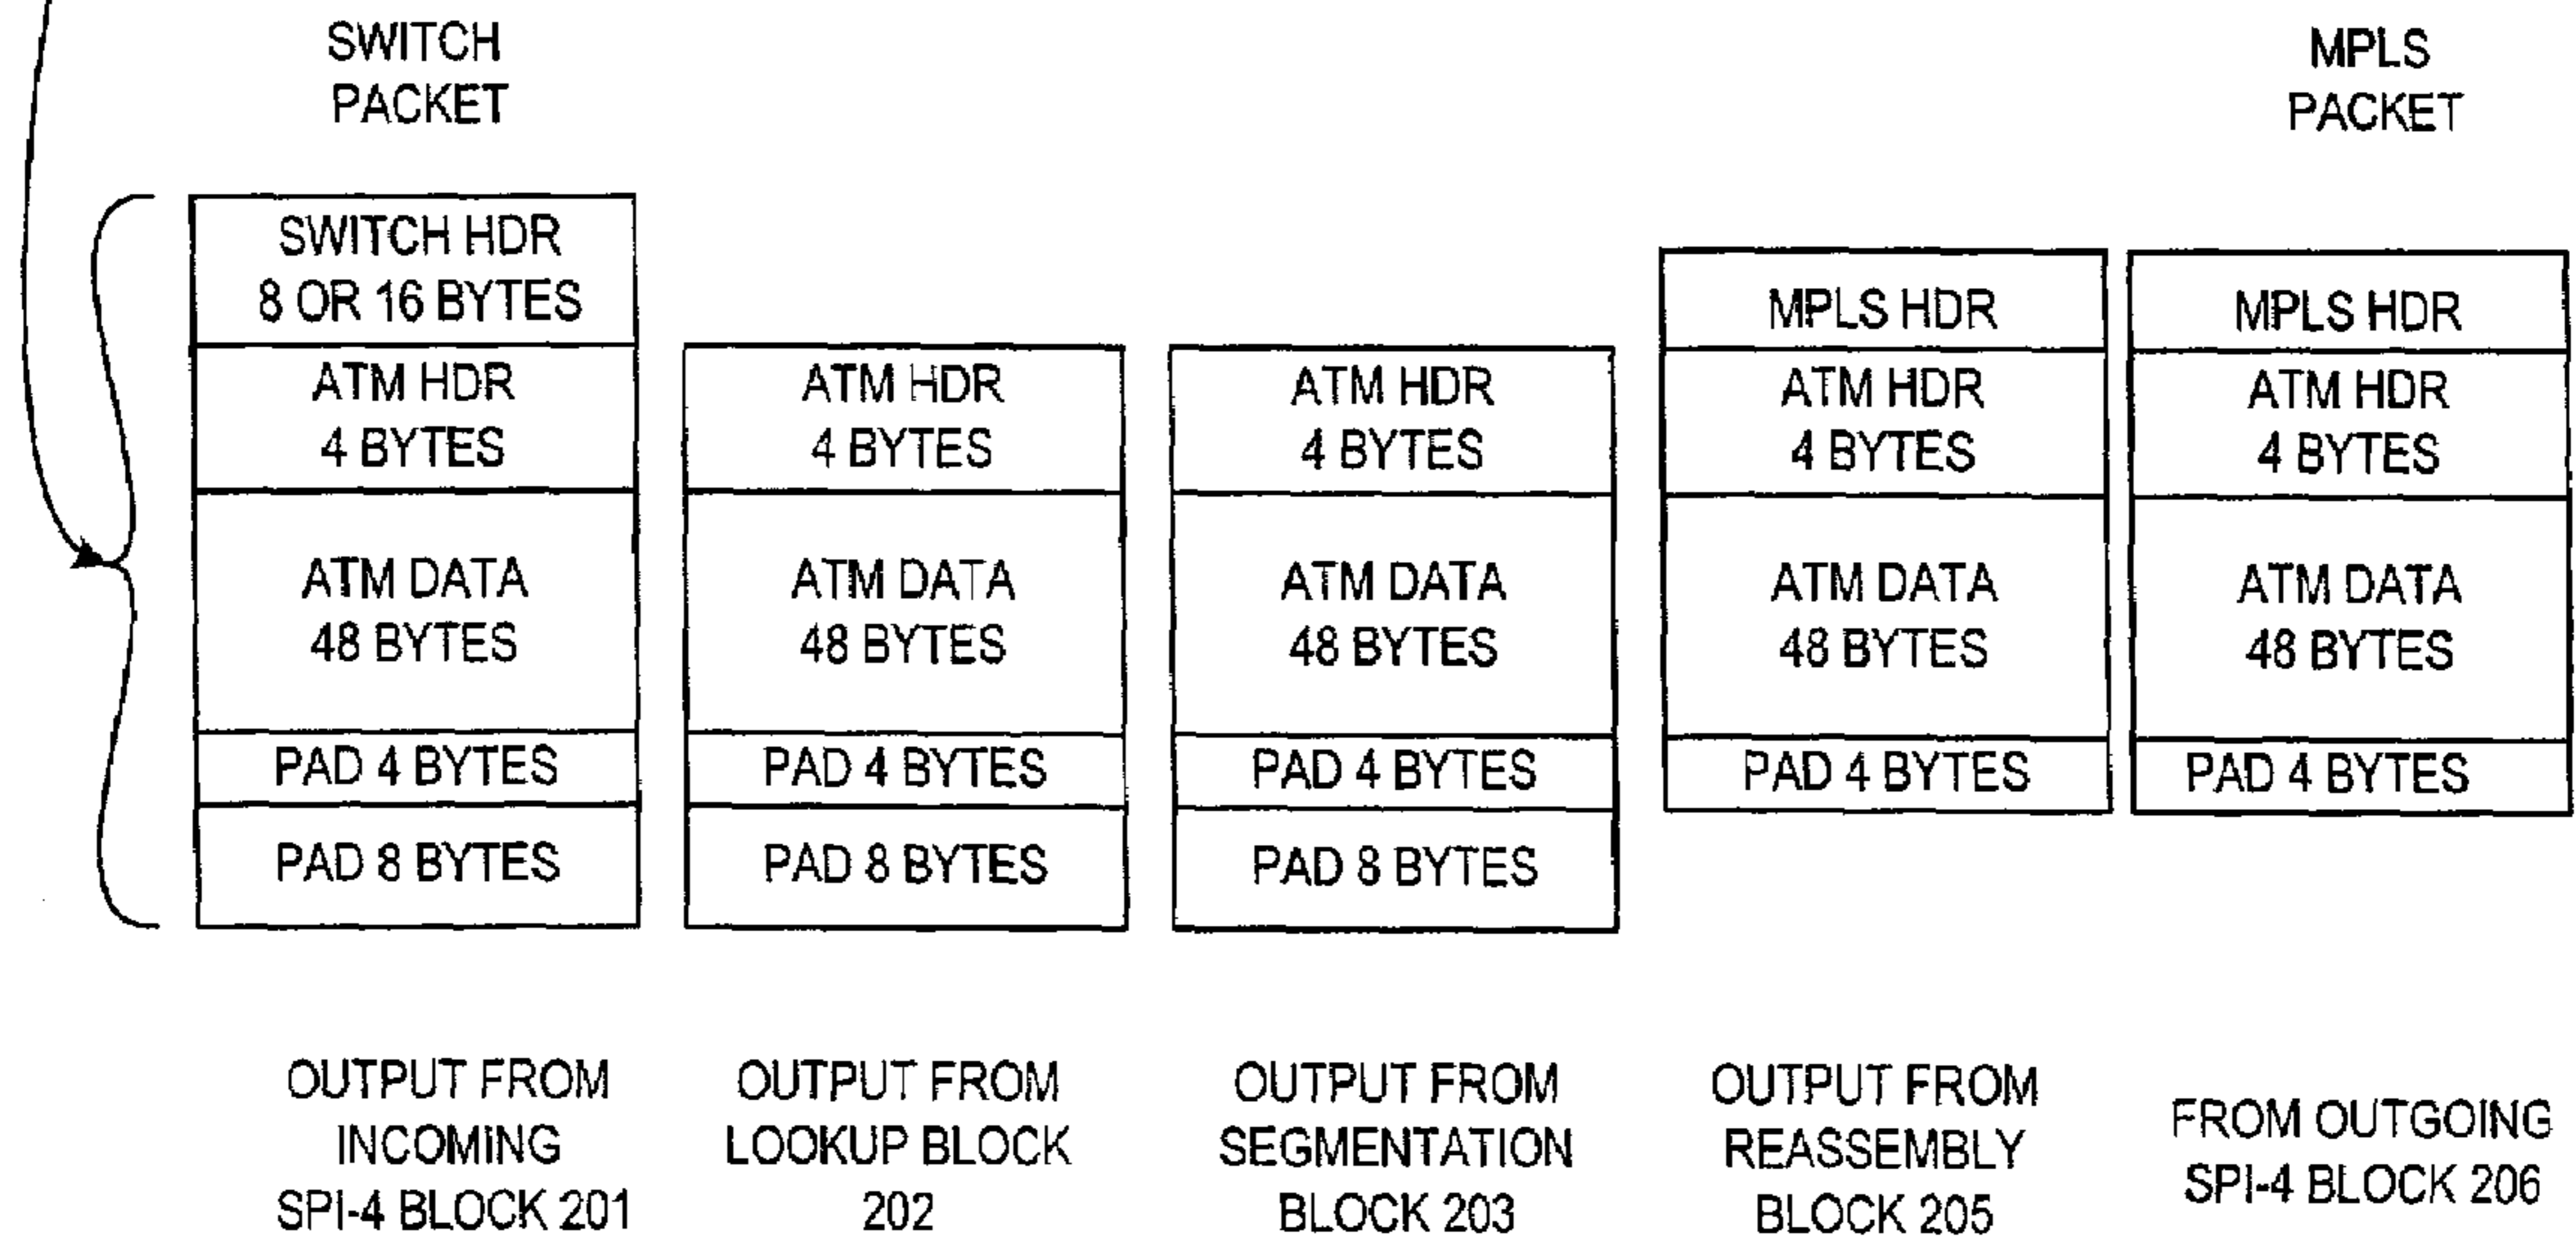 SWITCH
PACKET
MPLS
PACKET
SWITCH HDR
8 OR 16 BYTES
ATM HDR
4 BYTES
ATM DATA
48 BYTES
PAD 4 BYTES
PAD 8 BYTES
OUTPUT FROM
INCOMING
SPI-4 BLOCK 201
ATM HDR
4 BYTES
ATM DATA
48 BYTES
PAD 4 BYTES
PAD 8 BYTES
OUTPUT FROM
LOOKUP BLOCK
202
ATM HDR
4 BYTES
ATM DATA
48 BYTES
PAD 4 BYTES
PAD 8 BYTES
OUTPUT FROM
SEGMENTATION
BLOCK 203
MPLS HDR
ATM HDR
4 BYTES
ATM DATA
48 BYTES
PAD 4 BYTES
OUTPUT FROM
REASSEMBLY
BLOCK 205
MPLS HDR
ATM HDR
4 BYTES
ATM DATA
48 BYTES
PAD 4 BYTES
FROM OUTGOING
SPI-4 BLOCK 206